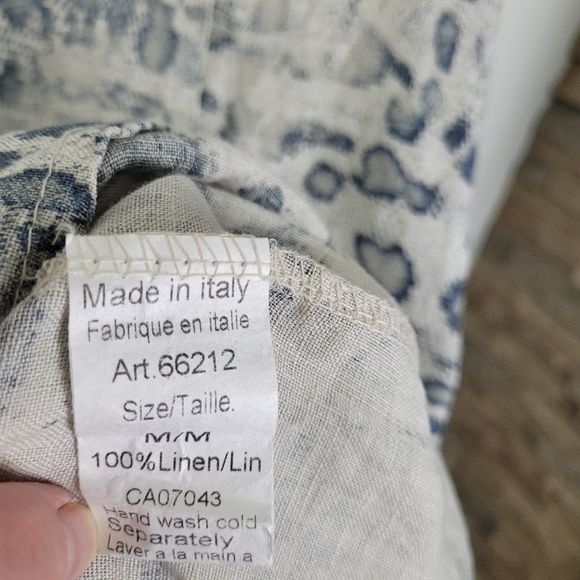 Made in italy
Fabrique en italie
Art.66212
Size/Taille.
M/M
100%Linen/Lin
CA07043
Hand wash cold
Separately
Laver a la main a